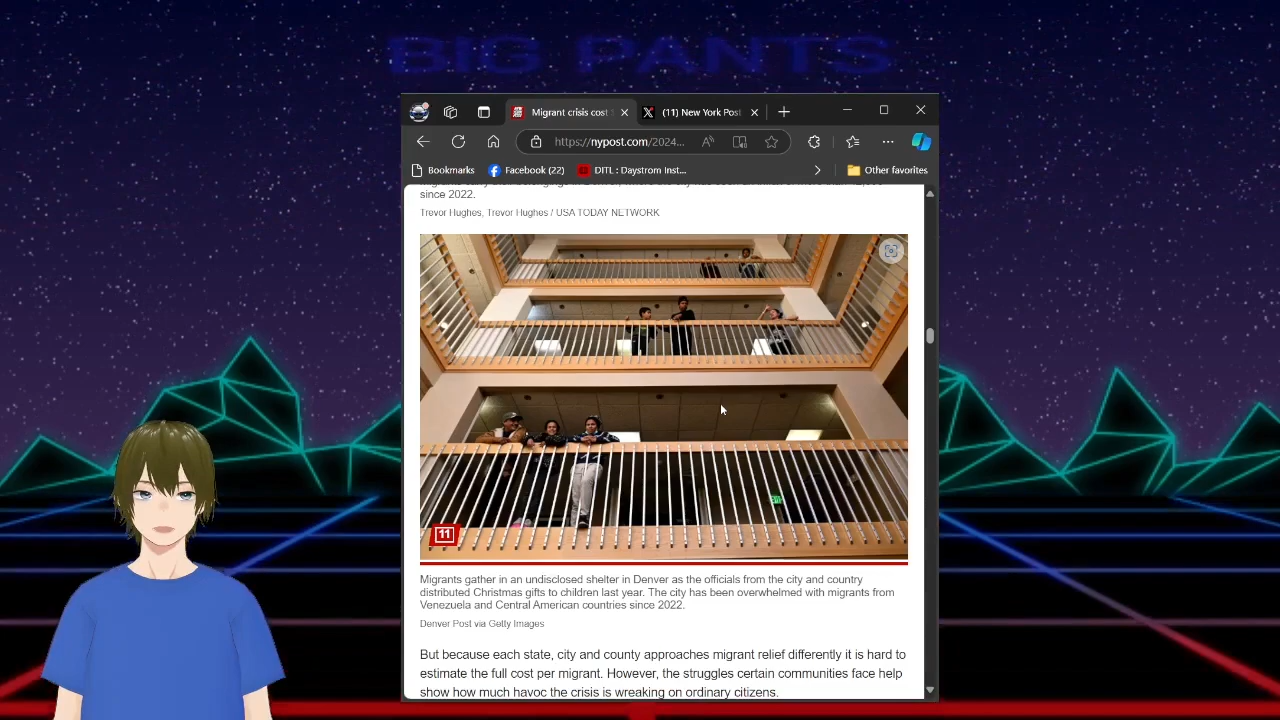 BIG PANTS
Migrant crisis cost
(11) New York Post
https://nypost.com/2024...
Bookmarks
Facebook (22)
DITL : Daystrom Inst...
Other favorites
since 2022.
Trevor Hughes, Trevor Hughes / USA TODAY NETWORK
EXIT
11
Migrants gather in an undisclosed shelter in Denver as the officials from the city and country
distributed Christmas gifts to children last year. The city has been overwhelmed with migrants from
Venezuela and Central American countries since 2022.
Denver Post via Getty Images
But because each state, city and county approaches migrant relief differently it is hard to
estimate the full cost per migrant. However, the struggles certain communities face help
show how much havoc the crisis is wreaking on ordinary citizens.